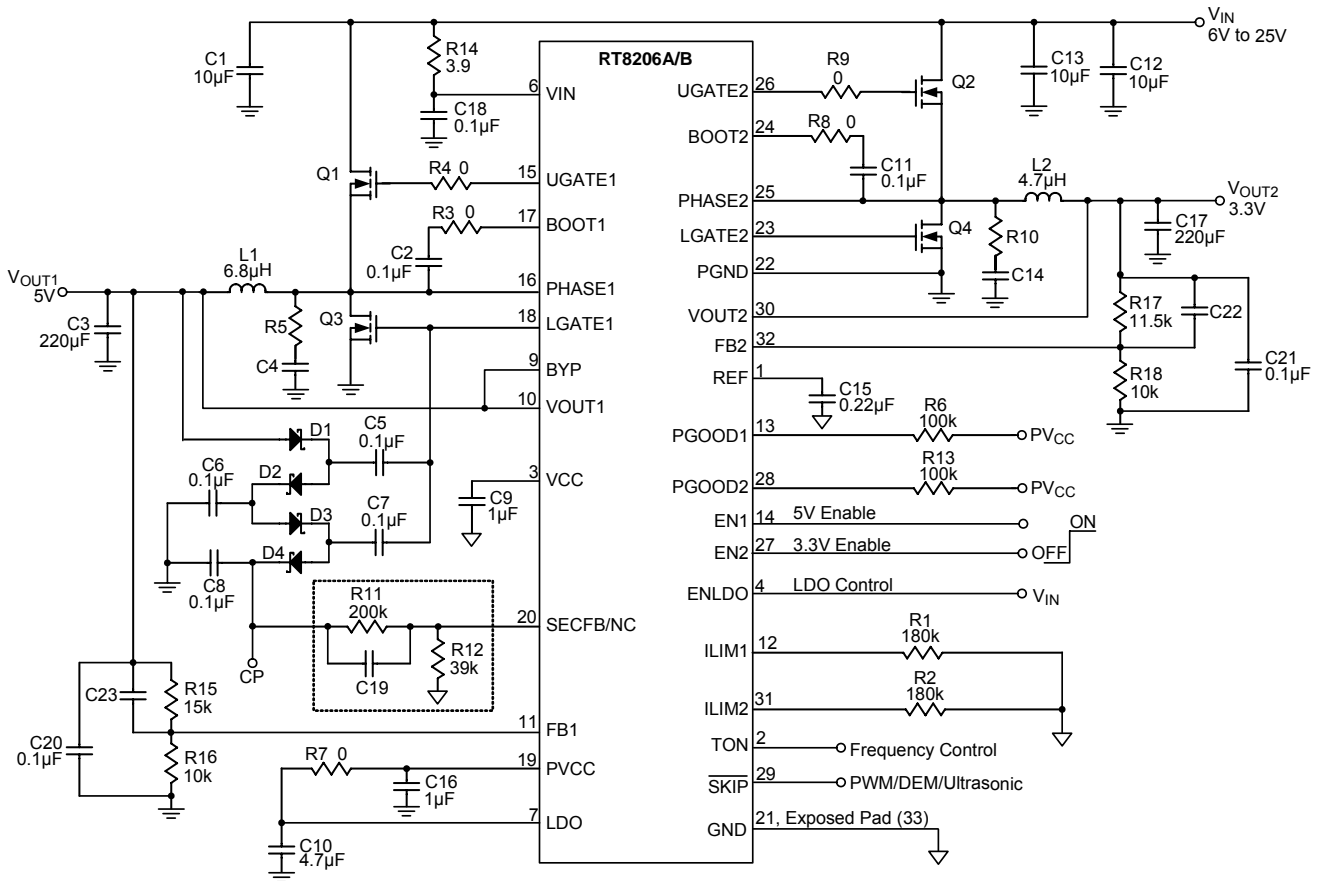 RT8206A/B
VIN
6V to 25V
C1
10µF
R14
3.9
6
VIN
C18
0.1µF
Q1
R4 0
15
UGATE1
R3 0
17
BOOT1
C2
0.1µF
VOUT1
5V
L1
6.8µH
16
PHASE1
C3
220µF
R5
C4
Q3
18
LGATE1
9
BYP
10
VOUT1
D1
C5
0.1µF
C6
0.1µF
D2
D3
C7
0.1µF
D4
C8
0.1µF
3
VCC
C9
1µF
R11
200k
20
SECFB/NC
C19
R12
39k
CP
C23
R15
15k
11
FB1
C20
0.1µF
R16
10k
R7 0
19
PVCC
C16
1µF
7
LDO
C10
4.7µF
UGATE2
26
R9
0
Q2
C13
10µF
C12
10µF
BOOT2
24
R8 0
C11
0.1µF
PHASE2
25
L2
4.7µH
VOUT2
3.3V
LGATE2
23
Q4
R10
C14
C17
220µF
PGND
22
VOUT2
30
R17
11.5k
C22
FB2
32
C21
0.1µF
REF
1
C15
0.22µF
R18
10k
PGOOD1
13
R6
100k
PVCC
PGOOD2
28
R13
100k
PVCC
EN1
14
5V Enable
ON
EN2
27
3.3V Enable
OFF
ENLDO
4
LDO Control
VIN
ILIM1
12
R1
180k
ILIM2
31
R2
180k
TON
2
Frequency Control
SKIP
29
PWM/DEM/Ultrasonic
GND
21, Exposed Pad (33)